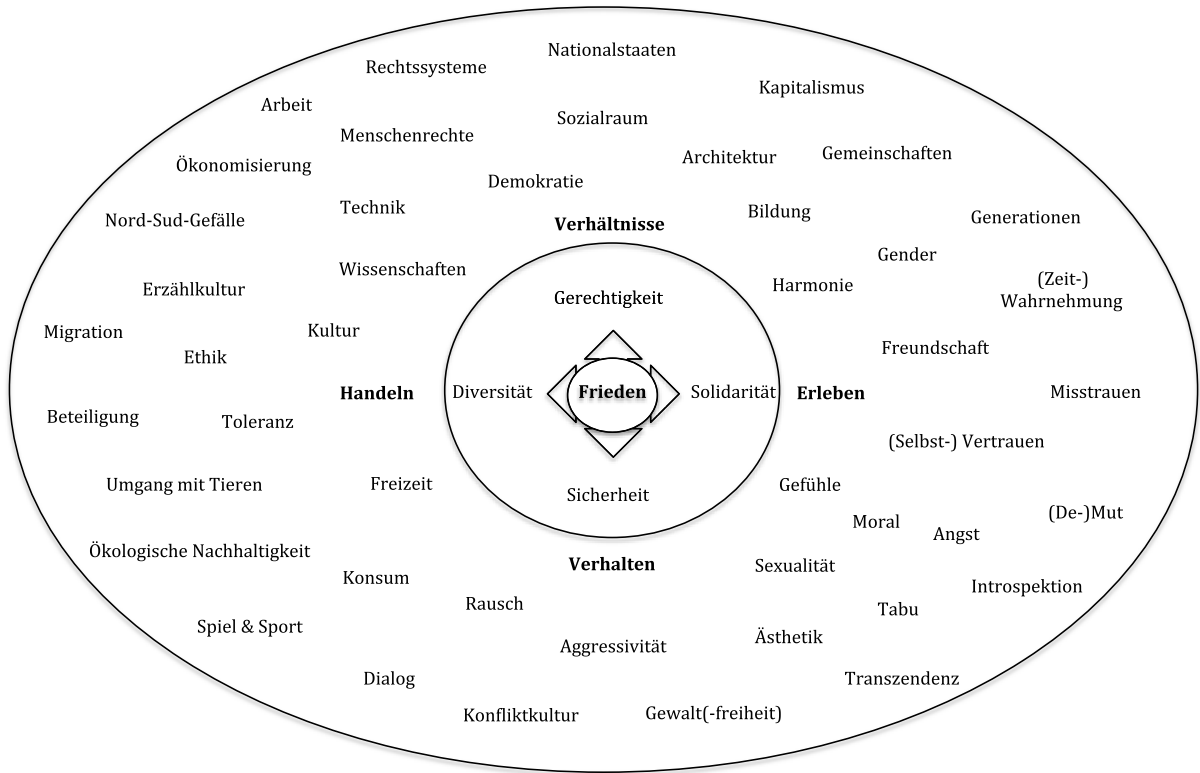 Nationalstaaten
Rechtssysteme
Kapitalismus
Arbeit
Sozialraum
Menschenrechte
Architektur
Gemeinschaften
Ökonomisierung
Demokratie
Technik
Bildung
Generationen
Nord-Sud-Gefälle
Verhältnisse
Gender
Wissenschaften
(Zeit-)
Wahrnehmung
Harmonie
Erzählkultur
Gerechtigkeit
Migration
Kultur
Ethik
Freundschaft
Handeln
Diversität
Frieden
Solidarität
Erleben
Misstrauen
Beteiligung
Toleranz
(Selbst-) Vertrauen
Umgang mit Tieren
Freizeit
Sicherheit
Gefühle
(De-)Mut
Moral
Angst
Ökologische Nachhaltigkeit
Verhalten
Sexualität
Konsum
Introspektion
Rausch
Tabu
Spiel & Sport
Ästhetik
Aggressivität
Dialog
Transzendenz
Konfliktkultur
Gewalt(-freiheit)